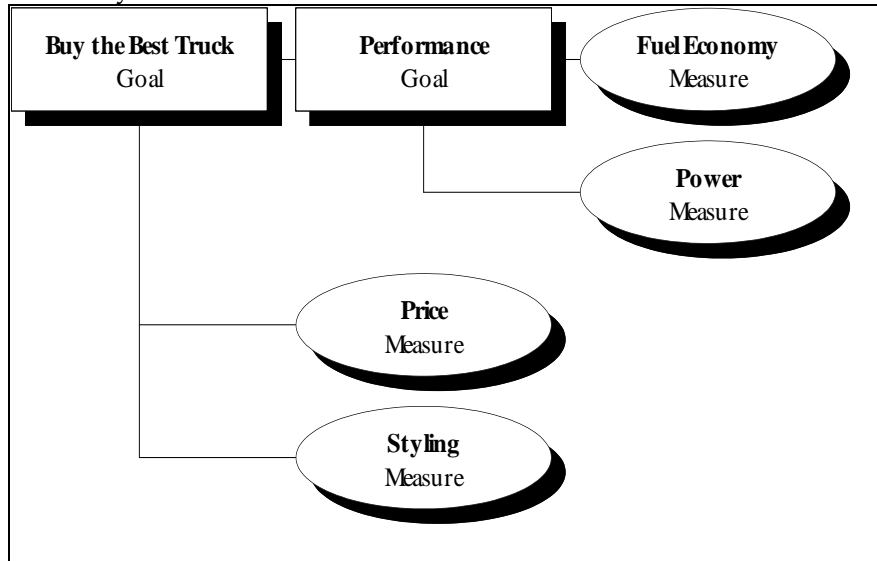 Buy the Best Truck
Goal
Performance
Goal
Fuel Economy
Measure
Power
Measure
Price
Measure
Styling
Measure